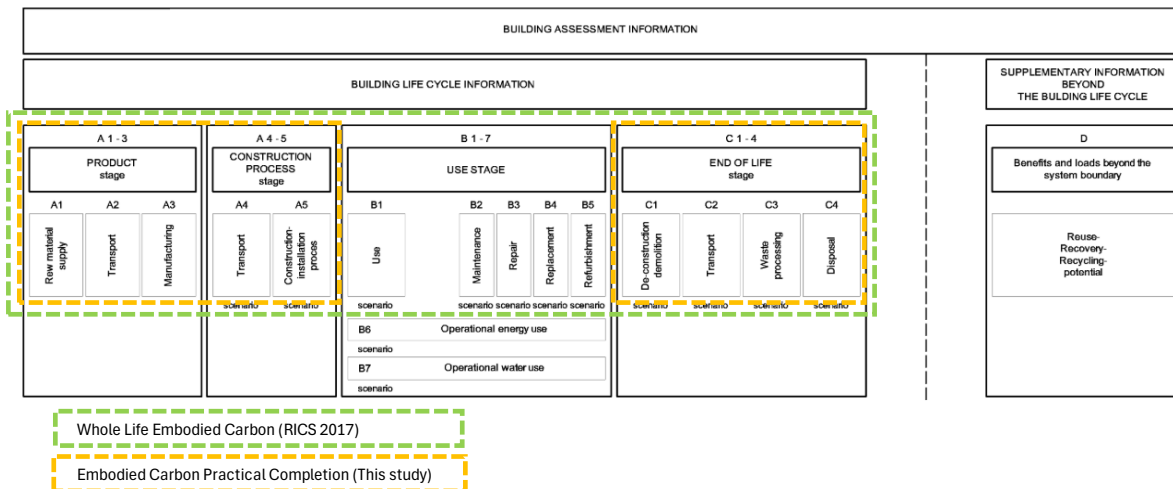 BUILDING ASSESSMENT INFORMATION
BUILDING LIFE CYCLE INFORMATION
SUPPLEMENTARY INFORMATION
BEYOND
THE BULDING LIFE CYCLE
A 1 - 3
PRODUCT
stage
A1
A2
A3
Raw material
supply
Transport
Manufacturing
A 4 - 5
CONSTRUCTION
PROCESS
stage
A4
A5
Transport
Construction-
installation
proces
scenario
scenario
B 1 - 7
USE STAGE
B1
B2
B3
B4
B5
Use
Maintenance
Repair
Replacement
Refurbishment
scenario
scenario
scenario
scenario
scenario
B6
Operational energy use
scenario
B7
Operational water use
scenario
C 1 - 4
END OF LIFE
stage
C1
C2
C3
C4
De-construction
demolition
Transport
Waste
processing
Disposal
scenario
scenario
scenario
scenario
D
Benefits and loads beyond the
system boundary
Reuse-
Recovery-
Recycling-
potential
Whole Life Embodied Carbon (RICS 2017)
Embodied Carbon Practical Completion (This study)